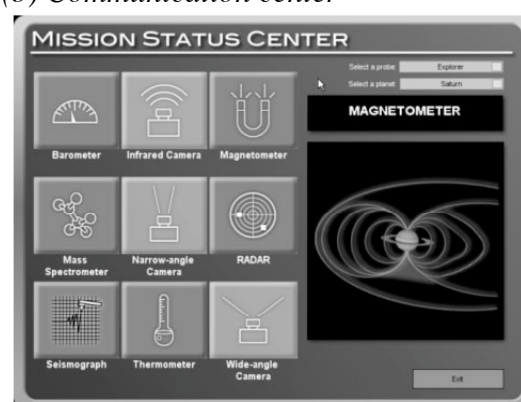 (b) Communication center
MISSION STATUS CENTER
Select a probe: Explorer
Select a planet: Saturn
MAGNETOMETER
Barometer
Infrared Camera
Magnetometer
Mass
Spectrometer
Narrow-angle
Camera
RADAR
Seismograph
Thermometer
Wide-angle
Camera
Exit